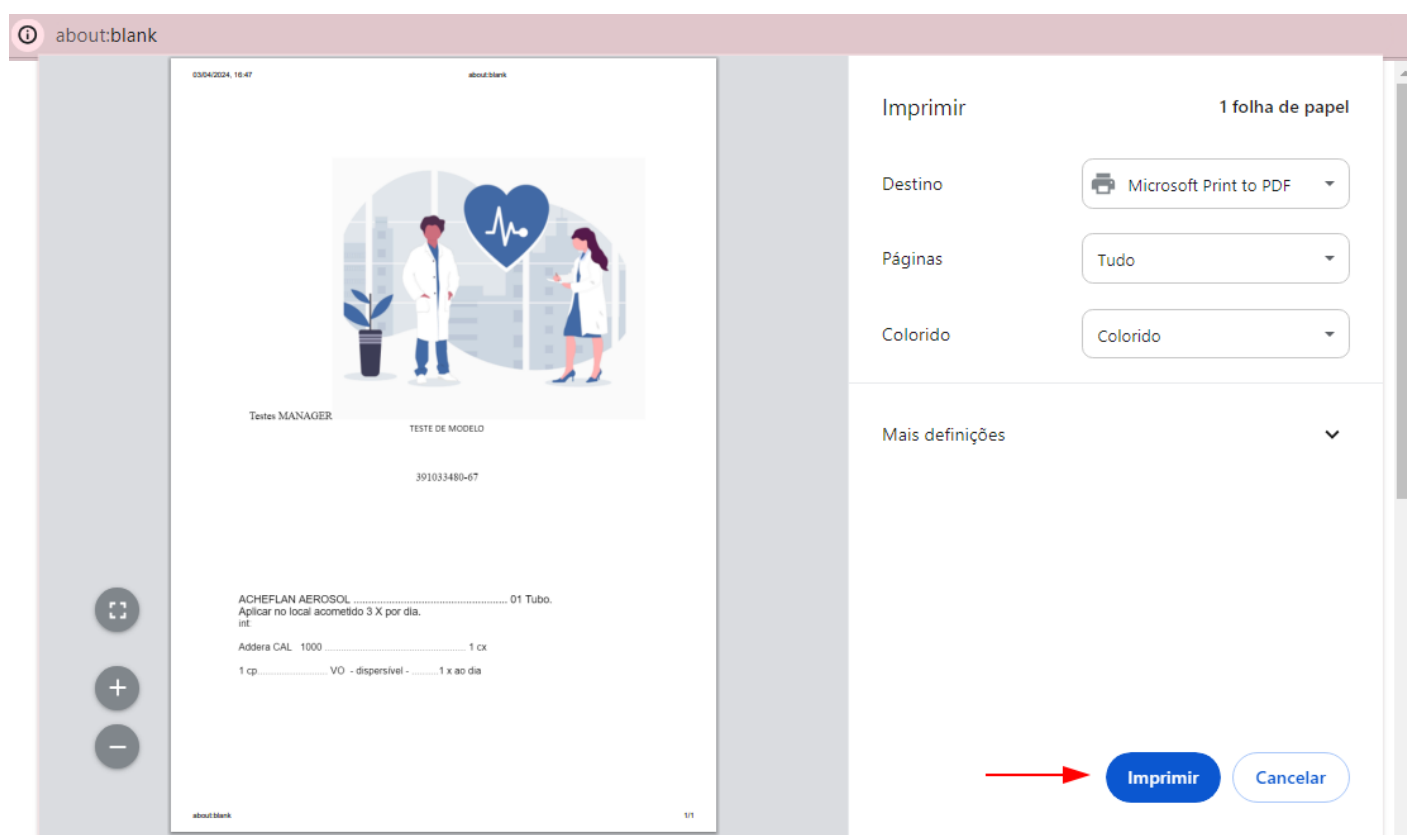 about:blank
03/04/2024, 16:47 about:blank
Testes MANAGER
TESTE DE MODELO
391033480-67
ACHEFLAN AEROSOL ........................................................ 01 Tubo.
Aplicar no local acometido 3 X por dia.
int
Addera CAL 1000 .................................................... 1 cx
1 cp.......................... VO - dispersível - ..........1 x ao dia
about:blank 1/1
Imprimir 1 folha de papel
Destino Microsoft Print to PDF
Páginas Tudo
Colorido Colorido
Mais definições
Imprimir Cancelar